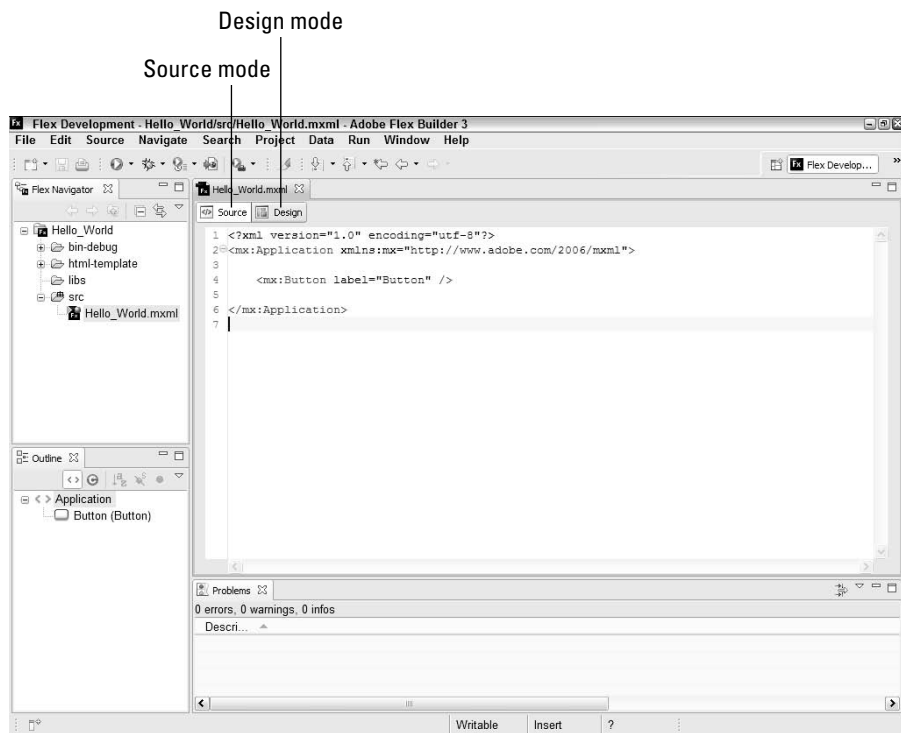 Design mode
Source mode
Flex Development - Hello_World/src/Hello_World.mxml - Adobe Flex Builder 3
File Edit Source Navigate Search Project Data Run Window Help
Flex Develop... »
Flex Navigator
Hello_World
bin-debug
html-template
libs
src
Hello_World.mxml
Hello_World.mxml
Source Design
1 <?xml version="1.0" encoding="utf-8"?>
2 <mx:Application xmlns:mx="http://www.adobe.com/2006/mxml">
3
4     <mx:Button label="Button" />
5
6 </mx:Application>
7
Outline
Application
Button (Button)
Problems
0 errors, 0 warnings, 0 infos
Descri...
Writable Insert ?